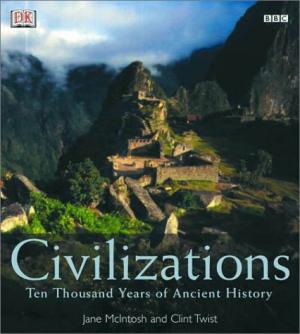 DK
BBC
Civilizations
Ten Thousand Years of Ancient History
Jane McIntosh and Clint Twist